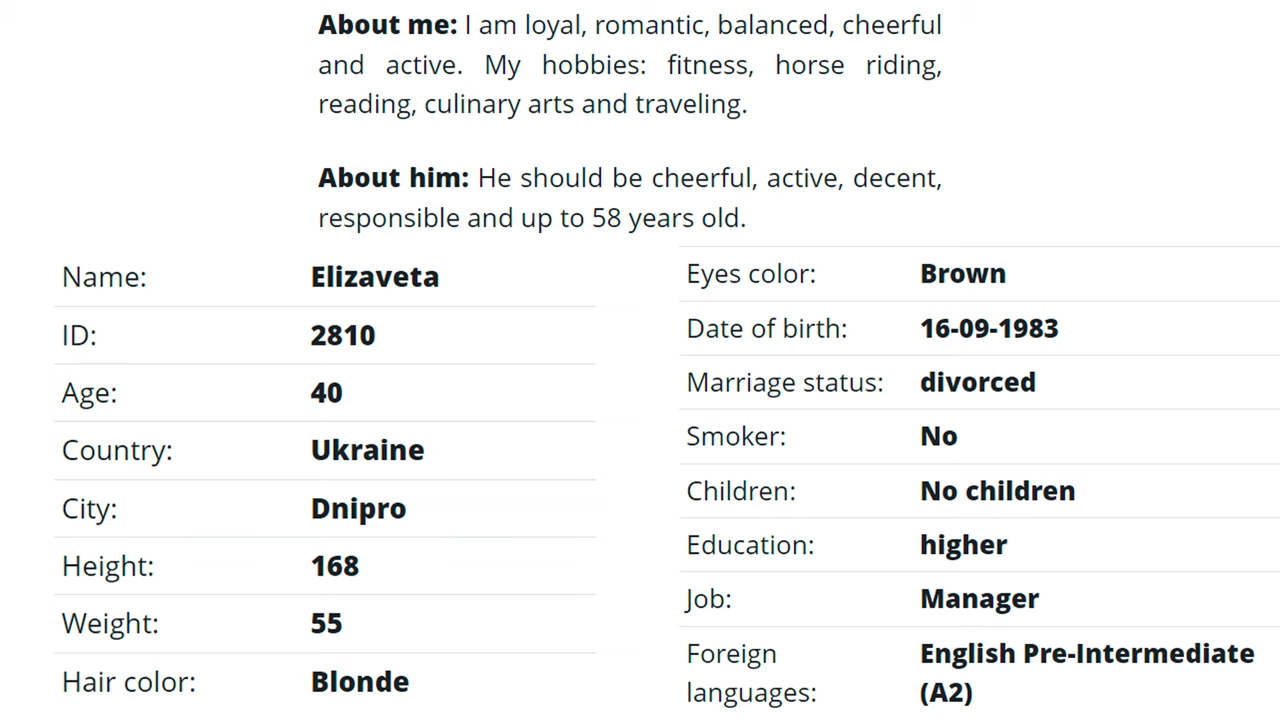 About me: I am loyal, romantic, balanced, cheerful
and active. My hobbies: fitness, horse riding,
reading, culinary arts and traveling.
About him: He should be cheerful, active, decent,
responsible and up to 58 years old.
Name: Elizaveta
ID: 2810
Age: 40
Country: Ukraine
City: Dnipro
Height: 168
Weight: 55
Hair color: Blonde
Eyes color: Brown
Date of birth: 16-09-1983
Marriage status: divorced
Smoker: No
Children: No children
Education: higher
Job: Manager
Foreign English Pre-Intermediate
languages: (A2)